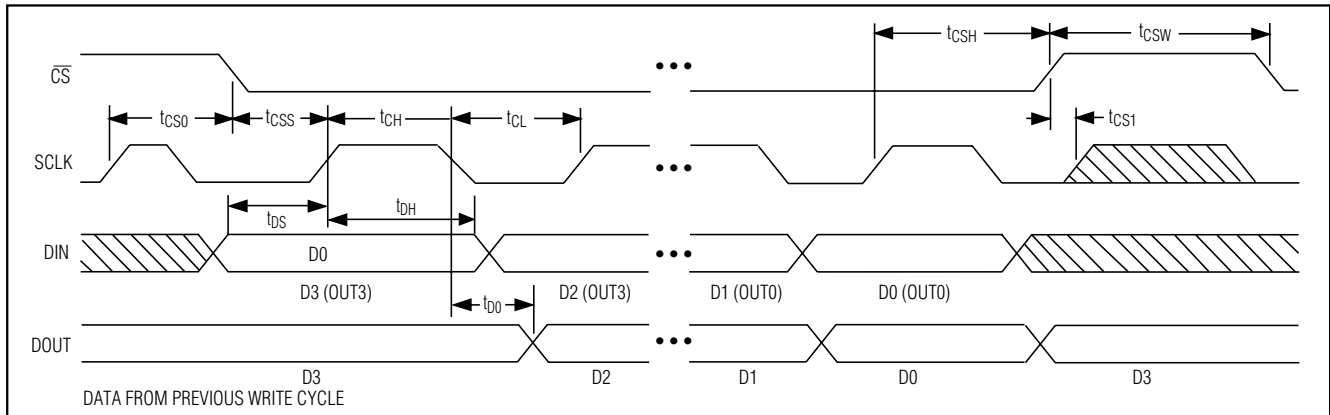 tCSH
tCSW
CS
tCS0
tCSS
tCH
tCL
tCS1
SCLK
tDS
tDH
DIN
D0
D3 (OUT3)
tD0
D2 (OUT3)
D1 (OUT0)
D0 (OUT0)
DOUT
D3
D2
D1
D0
D3
DATA FROM PREVIOUS WRITE CYCLE